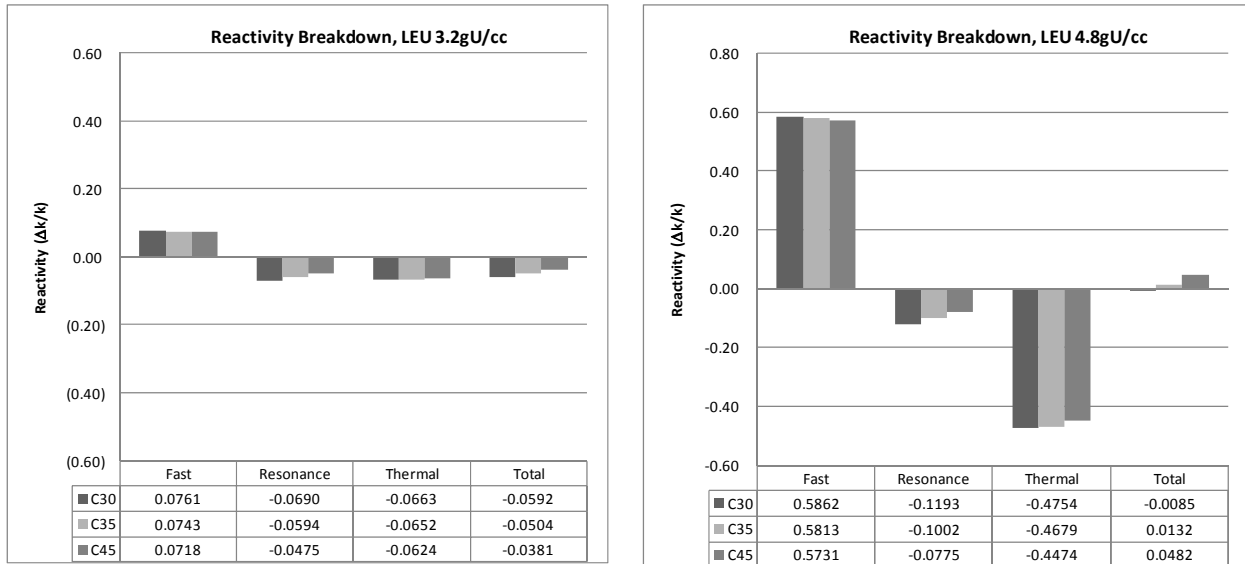 Reactivity Breakdown, LEU 3.2gU/cc
Reactivity (Δk/k)
0.60
0.40
0.20
0.00
(0.20)
(0.40)
(0.60)
Fast Resonance Thermal Total
C30 0.0761 -0.0690 -0.0663 -0.0592
C35 0.0743 -0.0594 -0.0652 -0.0504
C45 0.0718 -0.0475 -0.0624 -0.0381
Reactivity Breakdown, LEU 4.8gU/cc
Reactivity (Δk/k)
0.80
0.60
0.40
0.20
0.00
-0.20
-0.40
-0.60
Fast Resonance Thermal Total
C30 0.5862 -0.1193 -0.4754 -0.0085
C35 0.5813 -0.1002 -0.4679 0.0132
C45 0.5731 -0.0775 -0.4474 0.0482